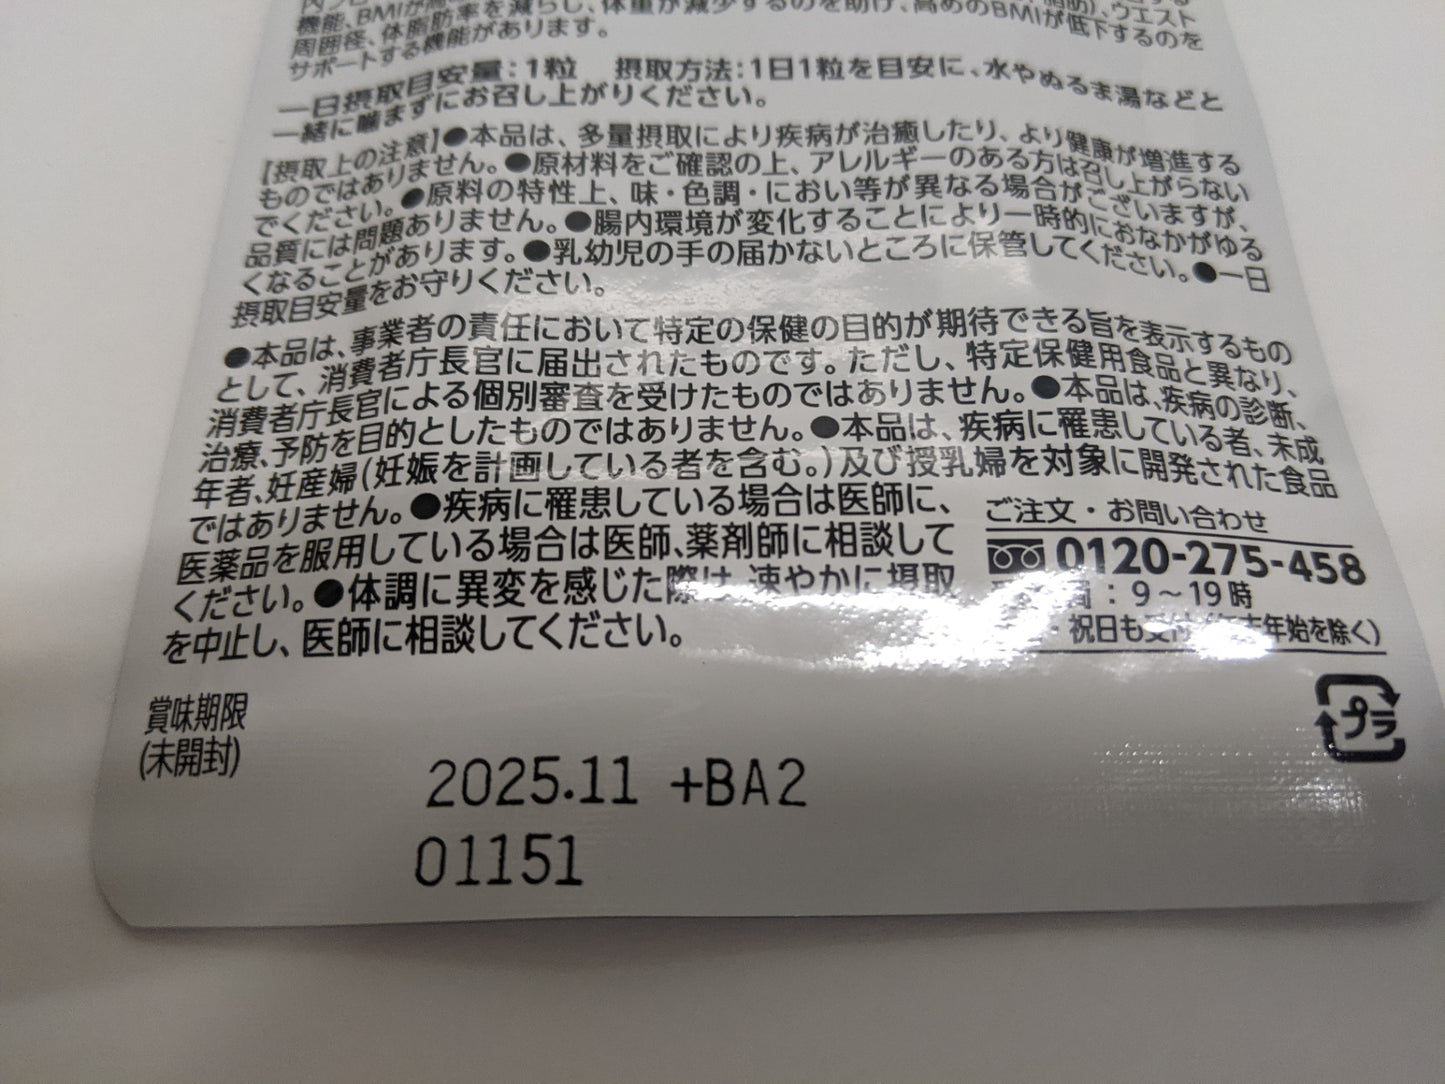 機能、BMIが高めの
体重が減少するのを助け、高めのBMIが低下するのを
周囲径、体脂肪率を減らし、
サポートする機能があります。
一日摂取目安量：1粒　摂取方法：1日1粒を目安に、水やぬるま湯などと
一緒に噛まずにお召し上がりください。
【摂取上の注意】●本品は、多量摂取により疾病が治癒したり、より健康が増進する
ものではありません。●原材料をご確認の上、アレルギーのある方は召し上がらない
でください。●原料の特性上、味・色調・におい等が異なる場合がございますが、
品質には問題ありません。●腸内環境が変化することにより一時的におなかがゆる
くなることがあります。●乳幼児の手の届かないところに保管してください。●一日
摂取目安量をお守りください。
●本品は、事業者の責任において特定の保健の目的が期待できる旨を表示するもの
として、消費者庁長官に届出されたものです。ただし、特定保健用食品と異なり、
消費者庁長官による個別審査を受けたものではありません。●本品は、疾病の診断、
治療、予防を目的としたものではありません。●本品は、疾病に罹患している者、未成
年者、妊産婦(妊娠を計画している者を含む。)及び授乳婦を対象に開発された食品
ではありません。●疾病に罹患している場合は医師に、
医薬品を服用している場合は医師、薬剤師に相談して
ください。●体調に異変を感じた際は、速やかに摂取
を中止し、医師に相談してください。
ご注文・お問い合わせ
0120-275-458
：9～19時
・祝日も受付(年末年始を除く)
プラ
賞味期限
(未開封)
2025.11 +BA2
01151